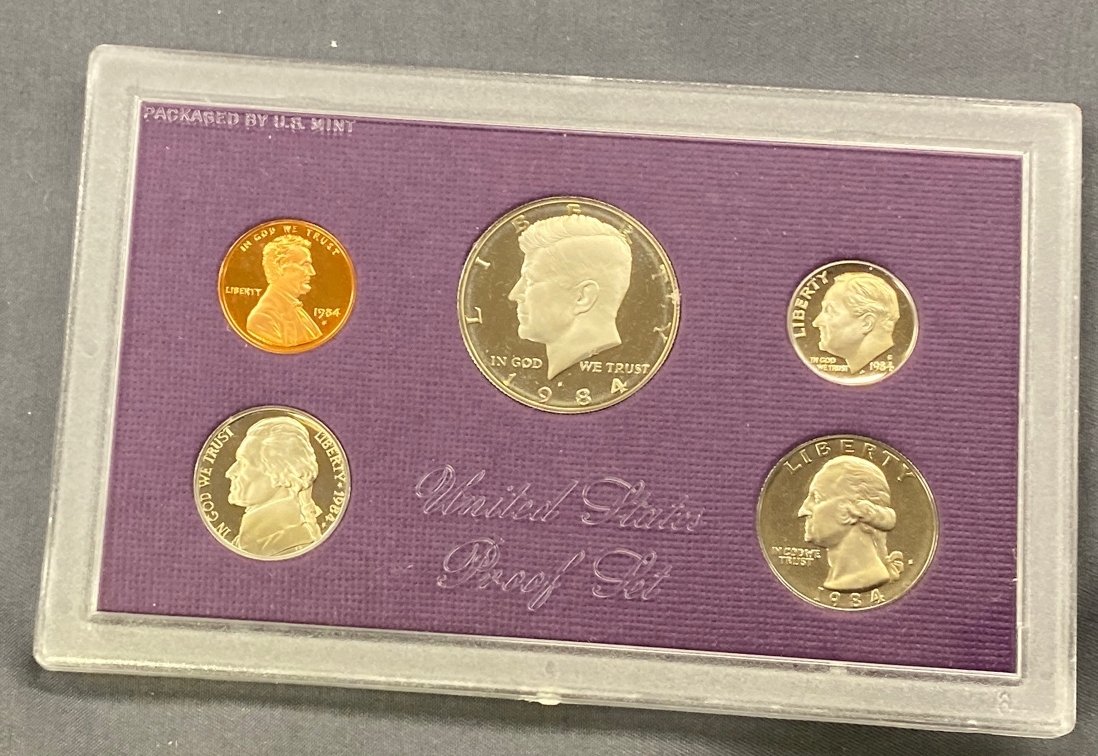 PACKAGED BY U.S. MINT
IN GOD WE TRUST
LIBERTY
1984
S
LIBERTY
IN GOD WE TRUST
1984
LIBERTY
IN GOD
WE TRUST
1984
S
IN GOD WE TRUST
LIBERTY * 1984
LIBERTY
IN GOD WE
TRUST
1984
United States
Proof Set